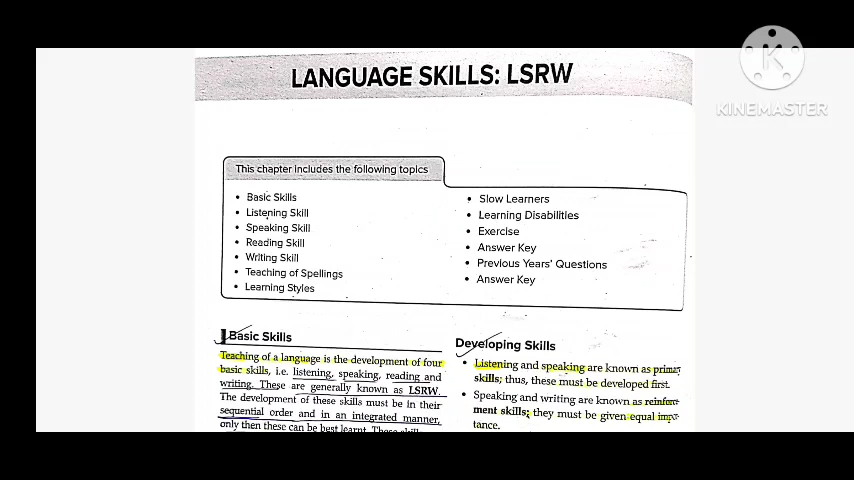 KINEMASTER
LANGUAGE SKILLS: LSRW
This chapter includes the following topics
• Basic Skills
• Listening Skill
• Speaking Skill
• Reading Skill
• Writing Skill
• Teaching of Spellings
• Learning Styles
• Slow Learners
• Learning Disabilities
• Exercise
• Answer Key
• Previous Years' Questions
• Answer Key
Basic Skills
Teaching of a language is the development of four
basic skills, i.e. listening, speaking, reading and
writing. These are generally known as LSRW.
The development of these skills must be in their
sequential order and in an integrated manner,
only then these can be best learnt. These
Developing Skills
• Listening and speaking are known as primary
skills; thus, these must be developed first.
• Speaking and writing are known as reinforce-
ment skills; they must be given equal impor-
tance.